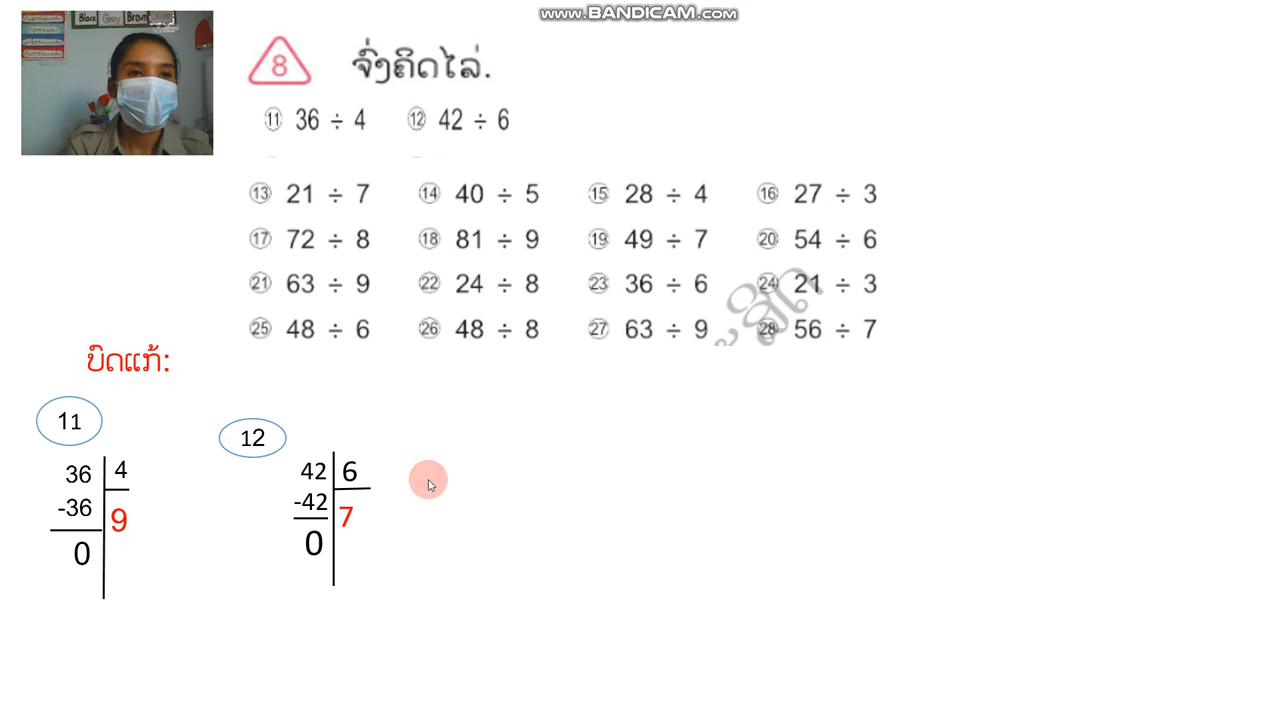 www.BANDICAM.com
Black Grey Brown
8 ຈົ່ງຄິດໄລ່.
⑪ 36 ÷ 4 ⑫ 42 ÷ 6
⑬ 21 ÷ 7 ⑭ 40 ÷ 5 ⑮ 28 ÷ 4 ⑯ 27 ÷ 3
⑰ 72 ÷ 8 ⑱ 81 ÷ 9 ⑲ 49 ÷ 7 ⑳ 54 ÷ 6
㉑ 63 ÷ 9 ㉒ 24 ÷ 8 ㉓ 36 ÷ 6 ㉔ 21 ÷ 3
㉕ 48 ÷ 6 ㉖ 48 ÷ 8 ㉗ 63 ÷ 9 ㉘ 56 ÷ 7
ບົດແກ້:
11
36 4
-36 9
0
12
42 6
-42 7
0